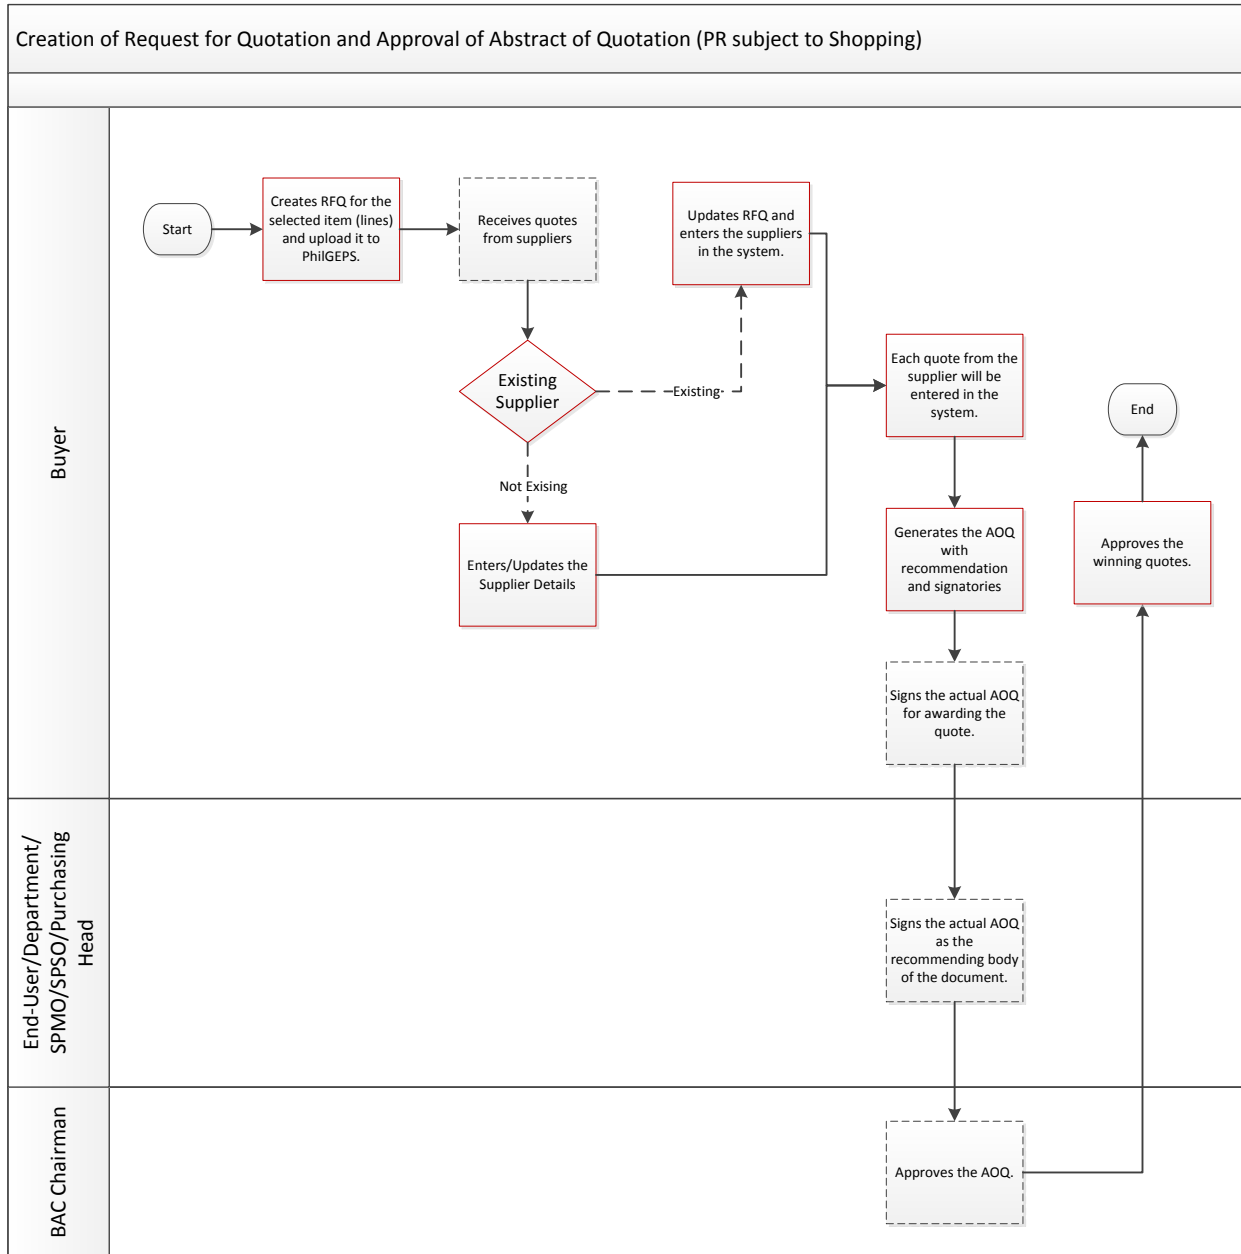 Creation of Request for Quotation and Approval of Abstract of Quotation (PR subject to Shopping)
Buyer
Start
Creates RFQ for the
selected item (lines)
and upload it to
PhilGEPS.
Receives quotes
from suppliers
Updates RFQ and
enters the suppliers
in the system.
Existing
Supplier
Existing
Not Exising
Enters/Updates the
Supplier Details
Each quote from the
supplier will be
entered in the
system.
Generates the AOQ
with
recommendation
and signatories
Signs the actual AOQ
for awarding the
quote.
End
Approves the
winning quotes.
End-User/Department/
SPMO/SPSO/Purchasing
Head
Signs the actual AOQ
as the
recommending body
of the document.
BAC Chairman
Approves the AOQ.